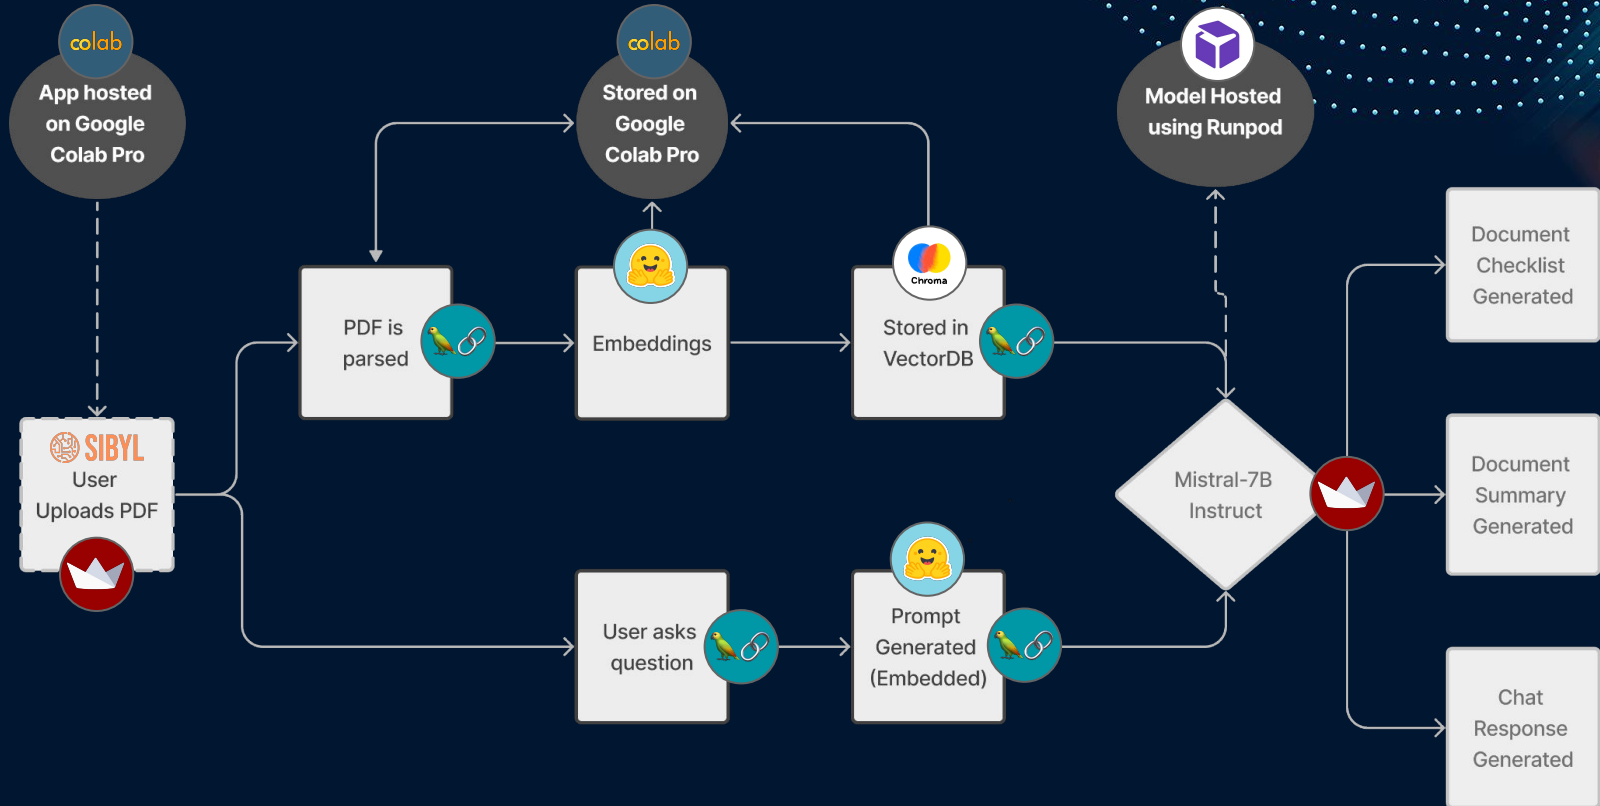 colab
App hosted
on Google
Colab Pro
colab
Stored on
Google
Colab Pro
Model Hosted
using Runpod
PDF is
parsed
Embeddings
Chroma
Stored in
VectorDB
SIBYL
User
Uploads PDF
User asks
question
Prompt
Generated
(Embedded)
Mistral-7B
Instruct
Document
Checklist
Generated
Document
Summary
Generated
Chat
Response
Generated